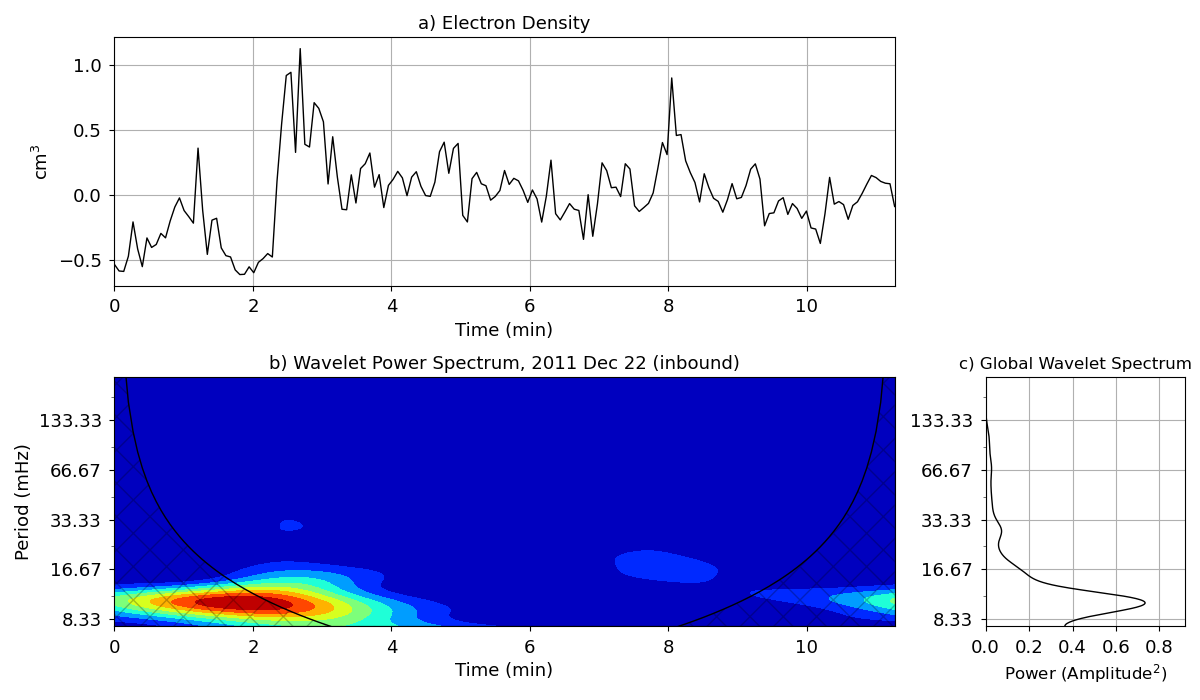 a) Electron Density
1.0
0.5
0.0
−0.5
cm³
0 2 4 6 8 10
Time (min)
b) Wavelet Power Spectrum, 2011 Dec 22 (inbound)
133.33
66.67
33.33
16.67
8.33
Period (mHz)
0 2 4 6 8 10
Time (min)
c) Global Wavelet Spectrum
133.33
66.67
33.33
16.67
8.33
0.0 0.2 0.4 0.6 0.8
Power (Amplitude²)